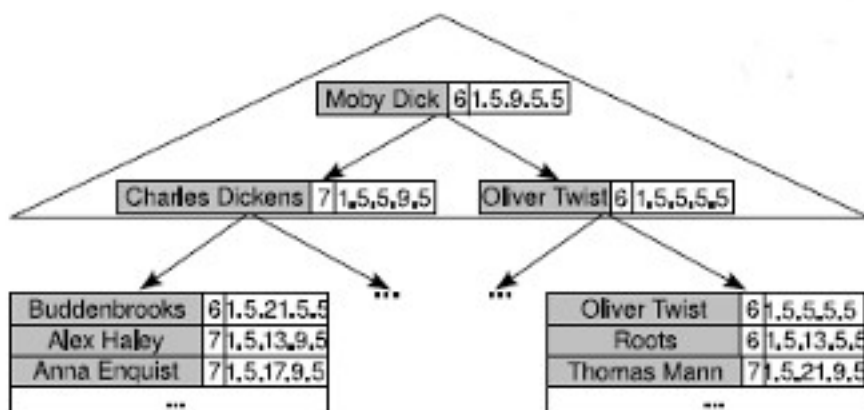 Moby Dick 6 1.5.9.5.5
Charles Dickens 7 1.5.5.9.5 Oliver Twist 6 1.5.5.5.5
... ...
Buddenbrooks 6 1.5.21.5.5 Oliver Twist 6 1.5.5.5.5
Alex Haley 7 1.5.13.9.5 Roots 6 1.5.13.5.5
Anna Enquist 7 1.5.17.9.5 Thomas Mann 7 1.5.21.9.5
... ...